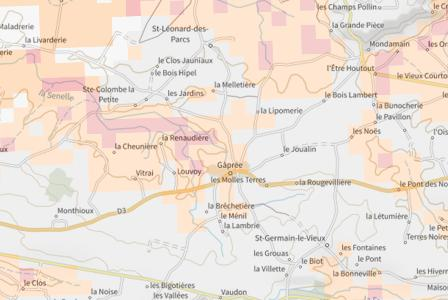 les Champs Pollin
la Grande Pièce
St-Léonard-des-
Parcs
Maladrerie
la Livarderie
Mondamain
le Clos Jauniaux
le Bois Hipel
l'Être Houtout
le Vieux Courto
la Melletière
Ste-Colombe la
Petite
les Jardins
la Senelle
le Bois Lambert
la Lipomerie
la Bunocherie
le Pavillon
les Noës
la Renaudière
la Cheunière
le Joualin
Gâprée
Vitrai
Louvoy
les Molles Terres
la Rougevillière
le Pont des No
la Bréchetière
le Ménil
la Lambrie
Monthioux
D3
la Létumière
Terres Noires
St-Germain-le-Vieux
les Grouas
la Villette
le Biot
les Fontaines
le Pont
la Bonneville
les Hiver
le Clos
la Noise
les Bigotières
les Vallées
Vaudon